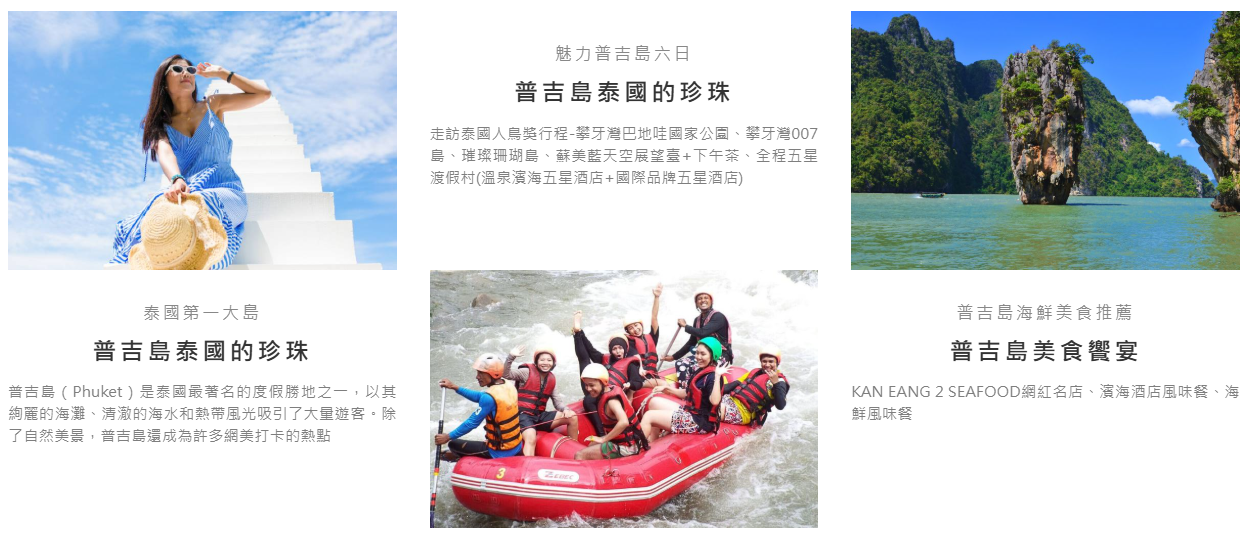 魅力普吉島六日
普吉島泰國的珍珠
走訪泰國人鳥獎行程-攀牙灣巴地哇國家公園、攀牙灣007
島、璀璨珊瑚島、蘇美藍天空展望臺+下午茶、全程五星
渡假村(溫泉濱海五星酒店+國際品牌五星酒店)
泰國第一大島
普吉島泰國的珍珠
普吉島（Phuket）是泰國最著名的度假勝地之一，以其
絢麗的海灘、清澈的海水和熱帶風光吸引了大量遊客。除
了自然美景，普吉島還成為許多網美打卡的熱點
3
ZEBEC
普吉島海鮮美食推薦
普吉島美食饗宴
KAN EANG 2 SEAFOOD網紅名店、濱海酒店風味餐、海
鮮風味餐